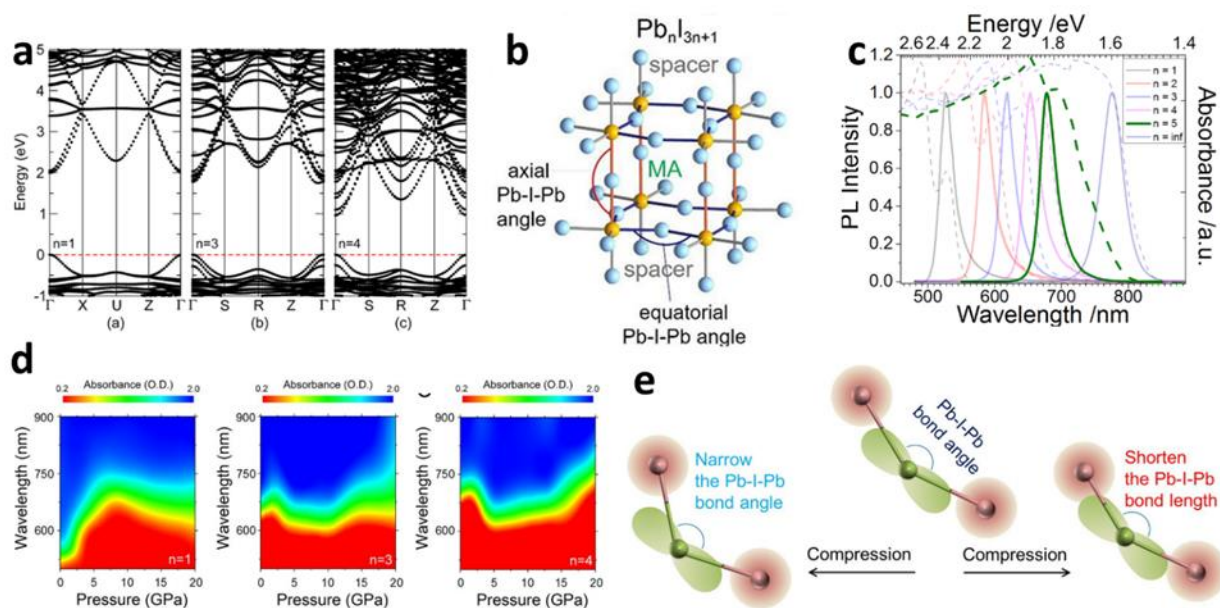 a
5
4
3
2
1
0
-1
Energy (eV)
n=1
n=3
n=4
Γ X U Z Γ
Γ S R Z Γ
Γ S R Z Γ
(a)
(b)
(c)
b
PbnI3n+1
spacer
MA
axial
Pb-I-Pb
angle
spacer
equatorial
Pb-I-Pb angle
c
Energy /eV
2.6 2.4 2.2 2 1.8 1.6 1.4
1.2
1.0
0.8
0.6
0.4
0.2
0.0
PL Intensity
n = 1
n = 2
n = 3
n = 4
n = 5
n = inf
Absorbance /a.u.
500 600 700 800
Wavelength /nm
d
Absorbance (O.D.)
0.2 2.0
900
750
600
Wavelength (nm)
n=1
0 5 10 15 20
Pressure (GPa)
Absorbance (O.D.)
0.2 2.0
900
750
600
Wavelength (nm)
n=3
0 5 10 15 20
Pressure (GPa)
Absorbance (O.D.)
0.2 2.0
900
750
600
Wavelength (nm)
n=4
0 5 10 15 20
Pressure (GPa)
e
Narrow
the Pb-I-Pb
bond angle
Pb-I-Pb
bond angle
Shorten
the Pb-I-Pb
bond length
Compression
Compression